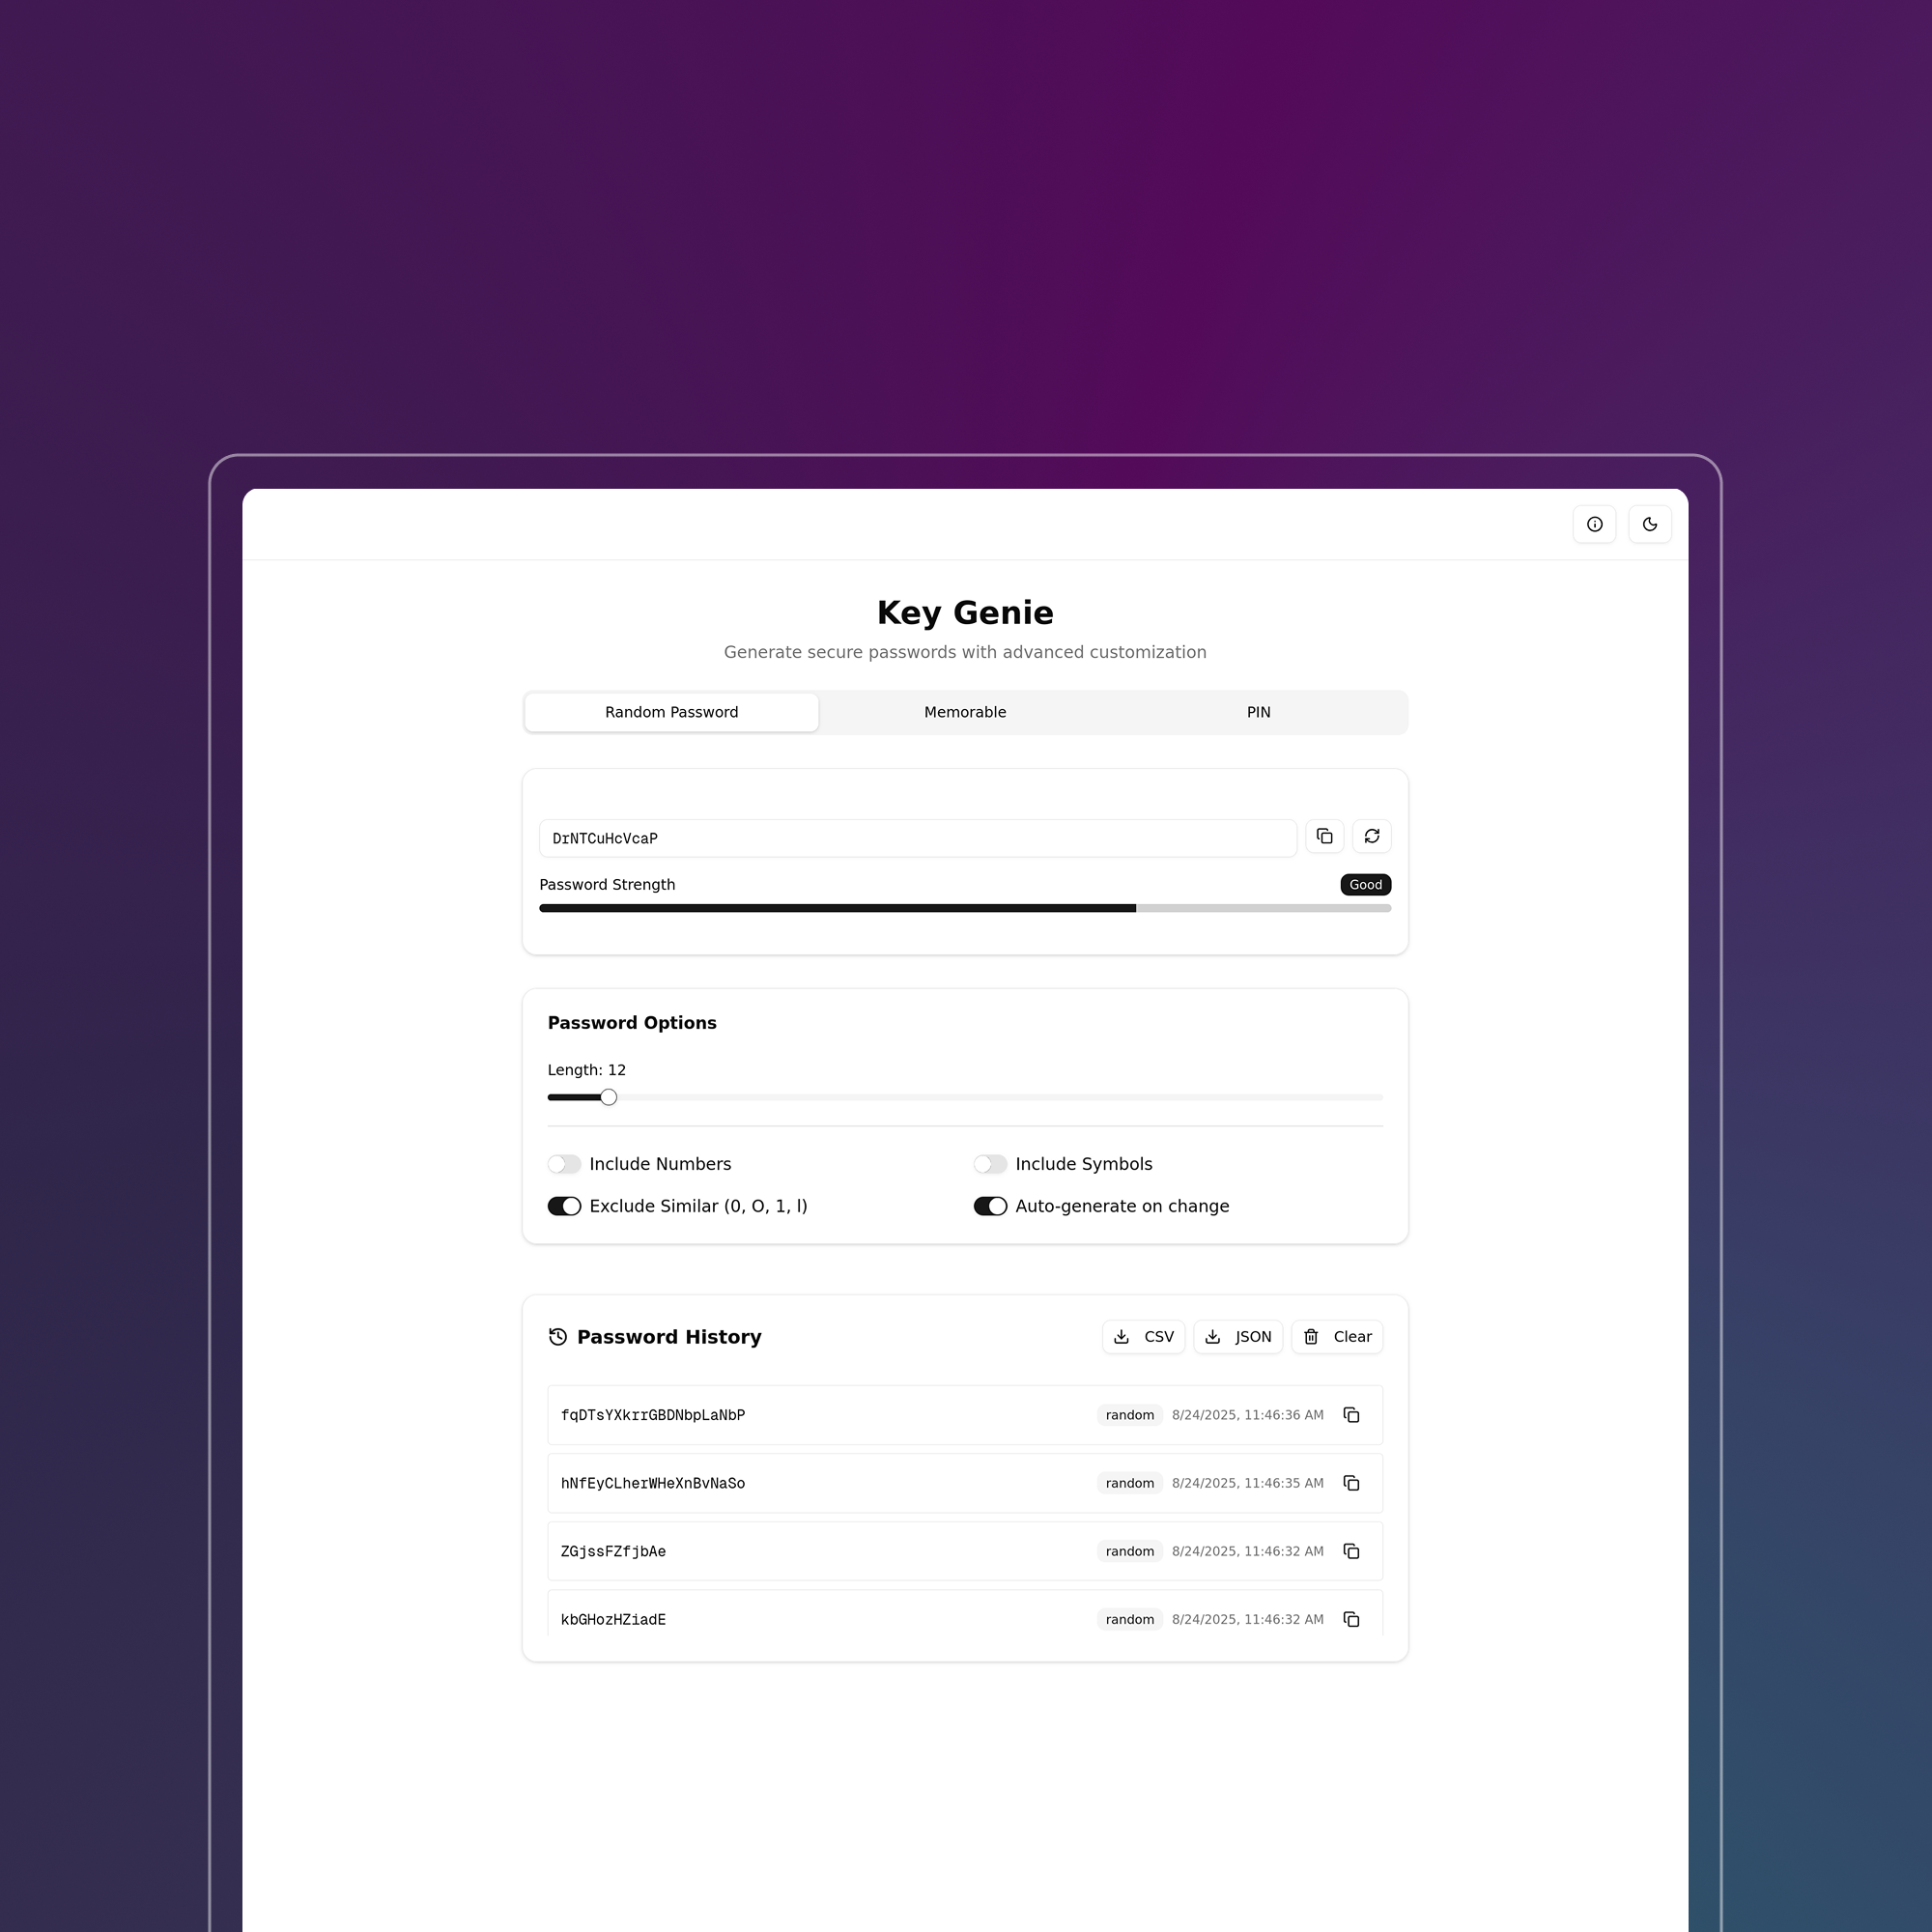 Key Genie
Generate secure passwords with advanced customization
Random Password Memorable PIN
DrNTCuHcVcaP
Password Strength Good
Password Options
Length: 12
Include Numbers Include Symbols
Exclude Similar (0, O, 1, l) Auto-generate on change
Password History CSV JSON Clear
fqDTsYXkrrGBDNbpLaNbP random 8/24/2025, 11:46:36 AM
hNfEyCLherWHeXnBvNaSo random 8/24/2025, 11:46:35 AM
ZGjssFZfjbAe random 8/24/2025, 11:46:32 AM
kbGHozHZiadE random 8/24/2025, 11:46:32 AM